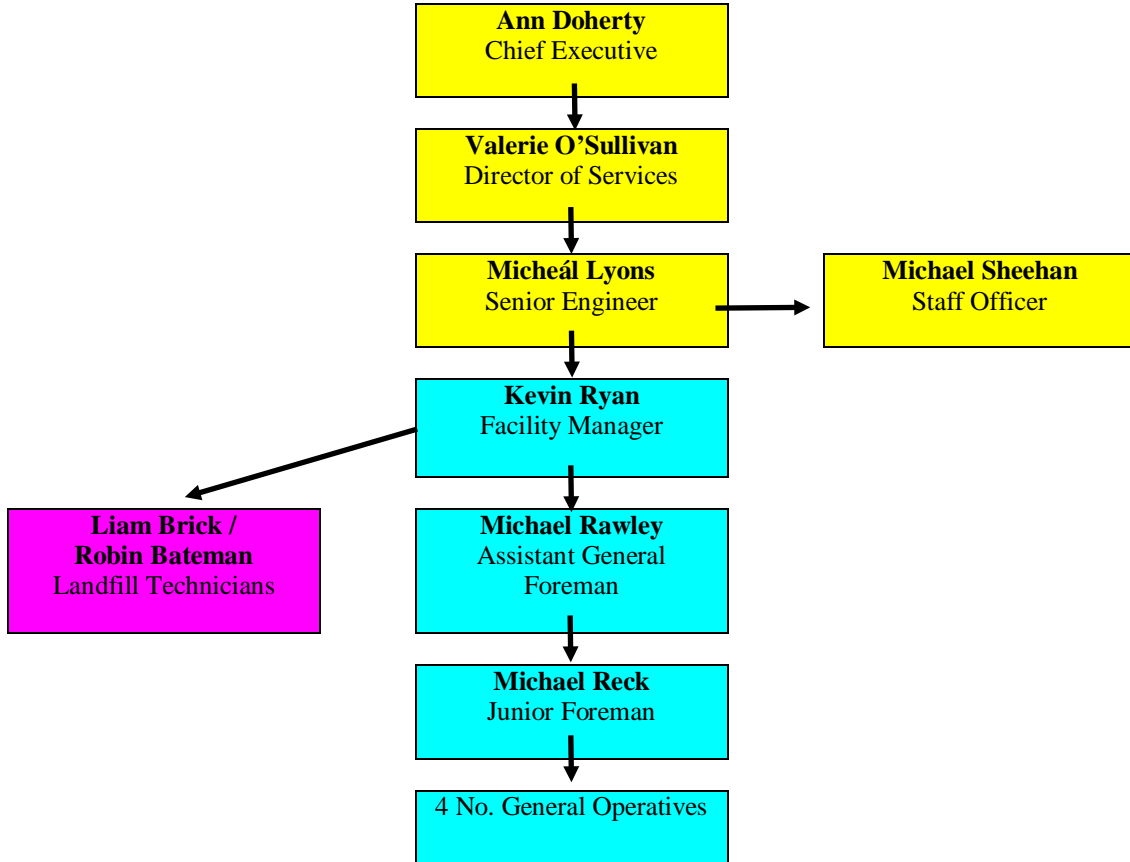 Ann Doherty
Chief Executive
Valerie O’Sullivan
Director of Services
Micheál Lyons
Senior Engineer
Michael Sheehan
Staff Officer
Kevin Ryan
Facility Manager
Liam Brick /
Robin Bateman
Landfill Technicians
Michael Rawley
Assistant General
Foreman
Michael Reck
Junior Foreman
4 No. General Operatives